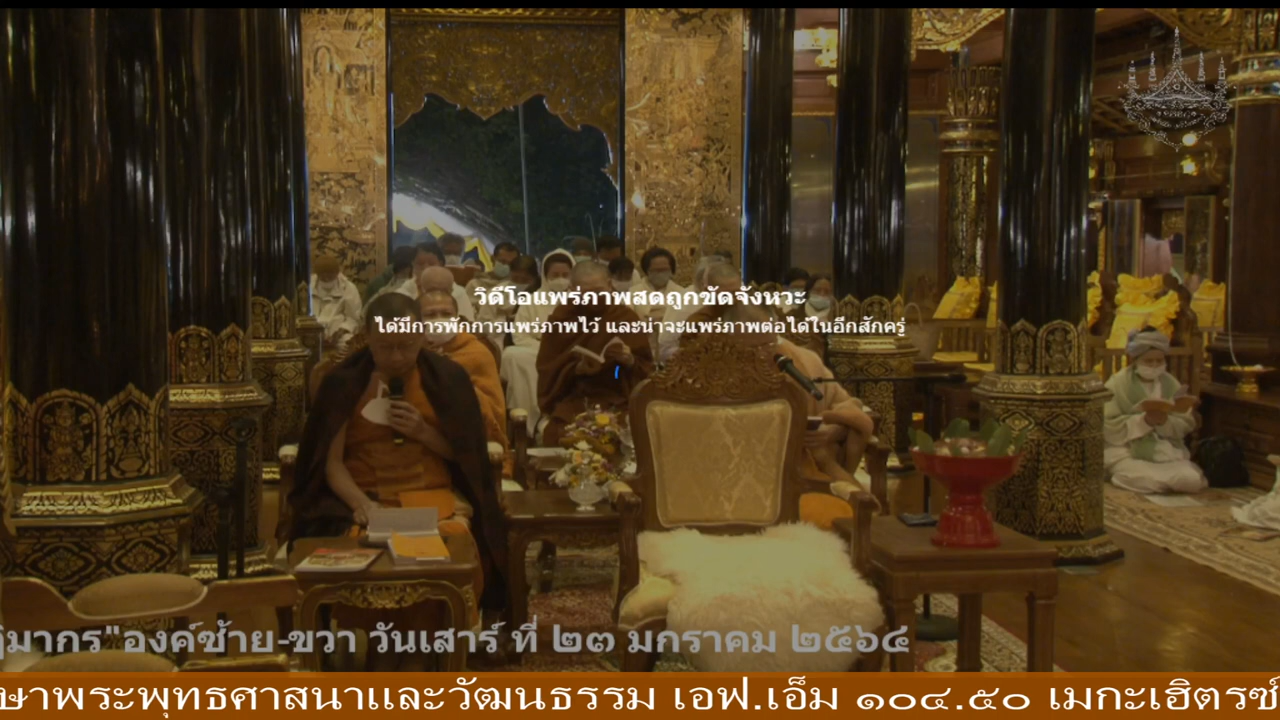 วิดีโอแพร่ภาพสดถูกขัดจังหวะ
ได้มีการพักการแพร่ภาพไว้ และน่าจะแพร่ภาพต่อได้ในอีกสักครู่
ฏิมากร"องค์ซ้าย-ขวา วันเสาร์ ที่ ๒๓ มกราคม ๒๕๖๔
ษาพระพุทธศาสนาและวัฒนธรรม เอฟ.เอ็ม ๑๐๔.๕๐ เมกะเฮิตรซ์